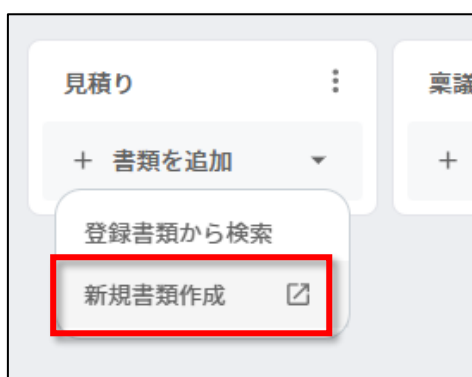 見積り
稟議
+ 書類を追加
+
登録書類から検索
新規書類作成